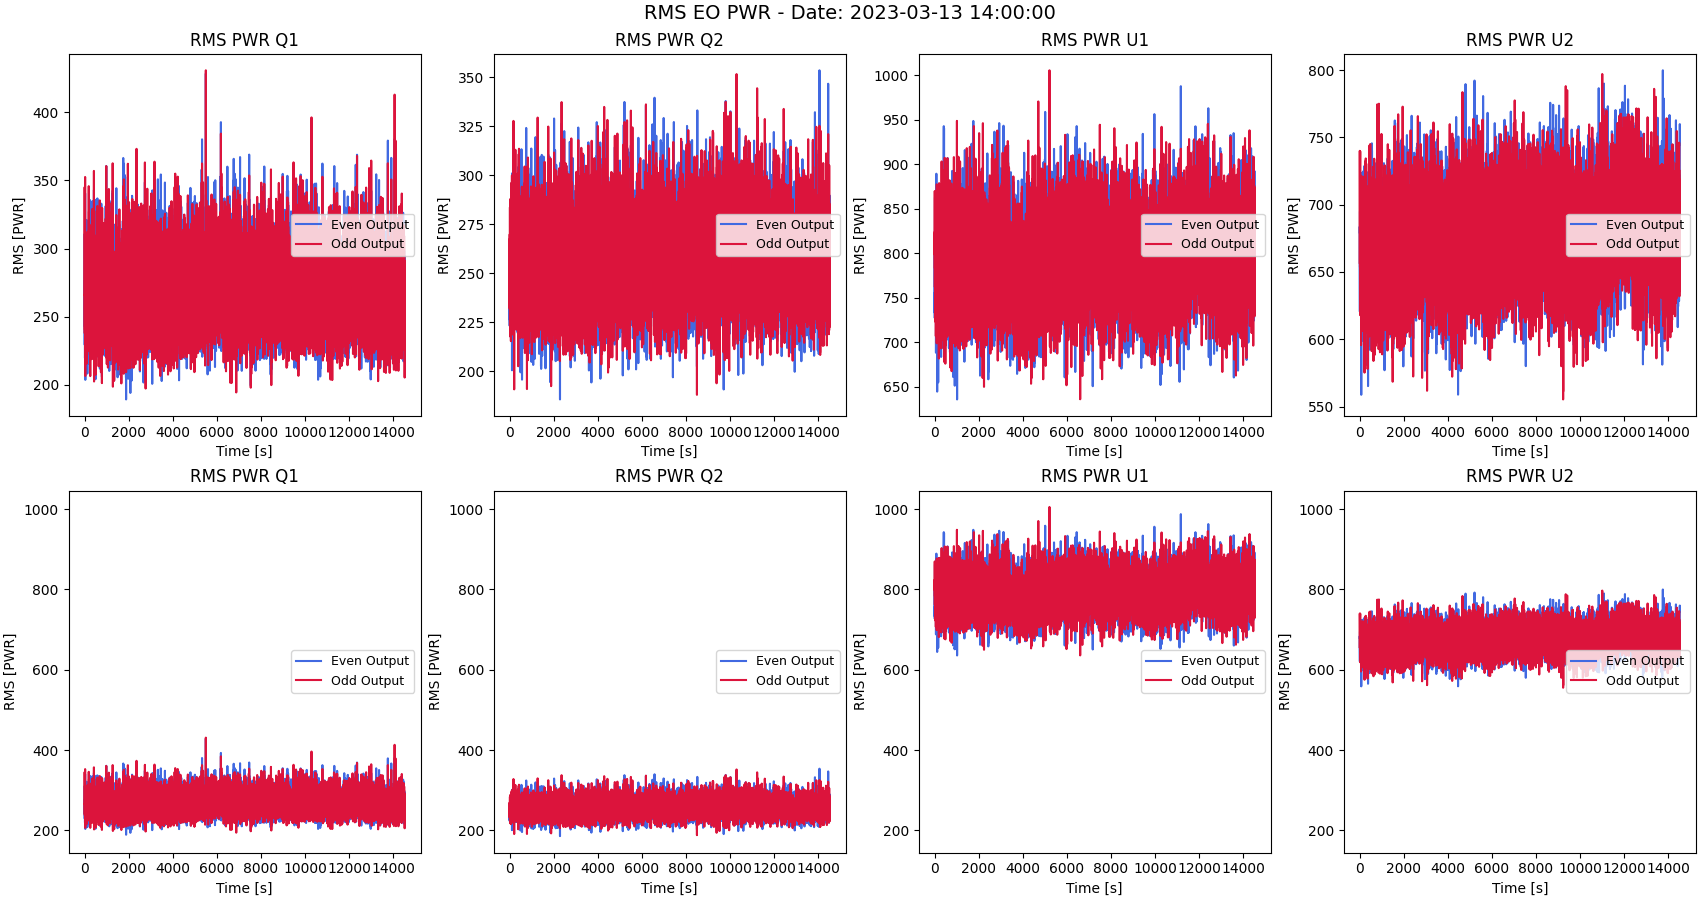 RMS EO PWR - Date: 2023-03-13 14:00:00
RMS PWR Q1
RMS [PWR]
400
350
300
250
200
0 2000 4000 6000 8000 10000 12000 14000
Time [s]
Even Output
Odd Output
RMS PWR Q2
RMS [PWR]
350
325
300
275
250
225
200
0 2000 4000 6000 8000 10000 12000 14000
Time [s]
Even Output
Odd Output
RMS PWR U1
RMS [PWR]
1000
950
900
850
800
750
700
650
0 2000 4000 6000 8000 10000 12000 14000
Time [s]
Even Output
Odd Output
RMS PWR U2
RMS [PWR]
800
750
700
650
600
550
0 2000 4000 6000 8000 10000 12000 14000
Time [s]
Even Output
Odd Output
RMS PWR Q1
RMS [PWR]
1000
800
600
400
200
0 2000 4000 6000 8000 10000 12000 14000
Time [s]
Even Output
Odd Output
RMS PWR Q2
RMS [PWR]
1000
800
600
400
200
0 2000 4000 6000 8000 10000 12000 14000
Time [s]
Even Output
Odd Output
RMS PWR U1
RMS [PWR]
1000
800
600
400
200
0 2000 4000 6000 8000 10000 12000 14000
Time [s]
Even Output
Odd Output
RMS PWR U2
RMS [PWR]
1000
800
600
400
200
0 2000 4000 6000 8000 10000 12000 14000
Time [s]
Even Output
Odd Output